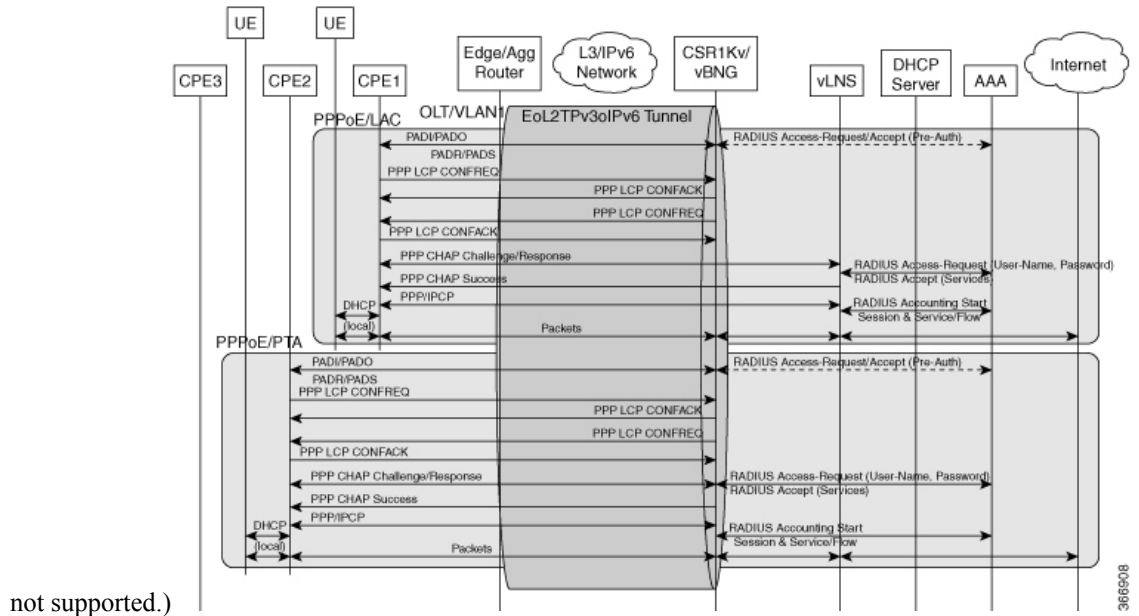 UE
UE
CPE3
CPE2
CPE1
Edge/Agg
Router
L3/IPv6
Network
CSR1Kv/
vBNG
vLNS
DHCP
Server
AAA
Internet
OLT/VLAN1
EoL2TPv3oIPv6 Tunnel
PPPoE/LAC
PADI/PADO
RADIUS Access-Request/Accept (Pre-Auth)
PADR/PADS
PPP LCP CONFREQ
PPP LCP CONFACK
PPP LCP CONFREQ
PPP LCP CONFACK
PPP CHAP Challenge/Response
RADIUS Access-Request (User-Name, Password)
PPP CHAP Success
RADIUS Accept (Services)
PPP/IPCP
RADIUS Accounting Start
DHCP
(local)
Session & Service/Flow
Packets
PPPoE/PTA
PADI/PADO
RADIUS Access-Request/Accept (Pre-Auth)
PADR/PADS
PPP LCP CONFREQ
PPP LCP CONFACK
PPP LCP CONFREQ
PPP LCP CONFACK
PPP CHAP Challenge/Response
RADIUS Access-Request (User-Name, Password)
RADIUS Accept (Services)
PPP CHAP Success
PPP/IPCP
RADIUS Accounting Start
DHCP
(local)
Session & Service/Flow
Packets
366908
not supported.)